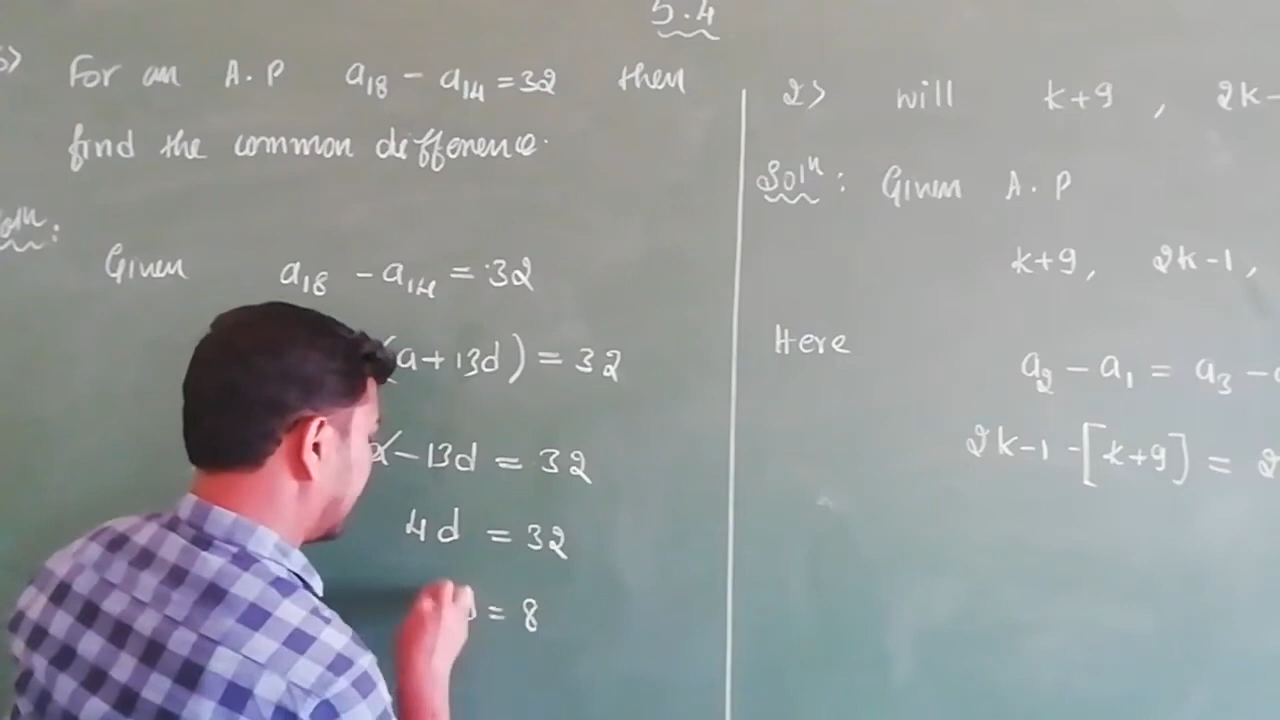 5.4
For an A.P a18 - a14 = 32 then
find the common difference.
Soln:
Given a18 - a14 = 32
(a+13d) = 32
a - 13d = 32
4d = 32
= 8
2> will k+9 , 2k-
Soln: Given A.P
k+9, 2k-1,
Here
a2 - a1 = a3 -
2k-1 -[k+9] = 2